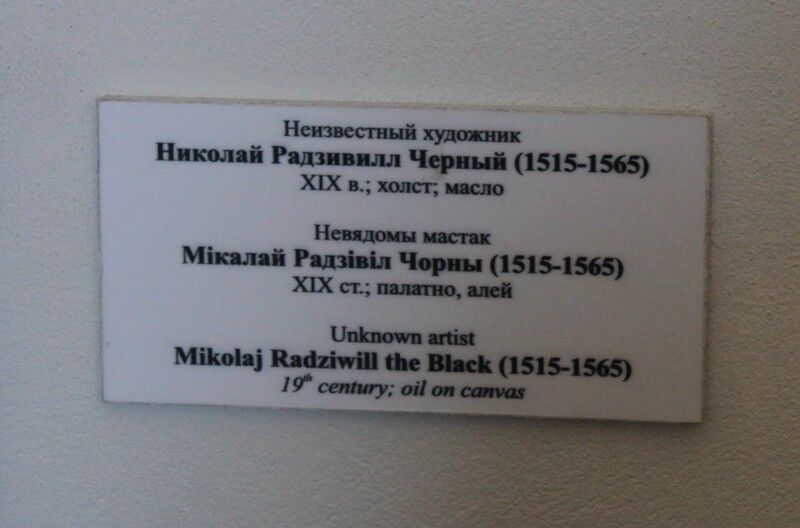 Неизвестный художник
Николай Радзивилл Черный (1515-1565)
XIX в.; холст; масло
Невядомы мастак
Мікалай Радзівіл Чорны (1515-1565)
XIX ст.; палатно, алей
Unknown artist
Mikolaj Radziwill the Black (1515-1565)
19th century; oil on canvas